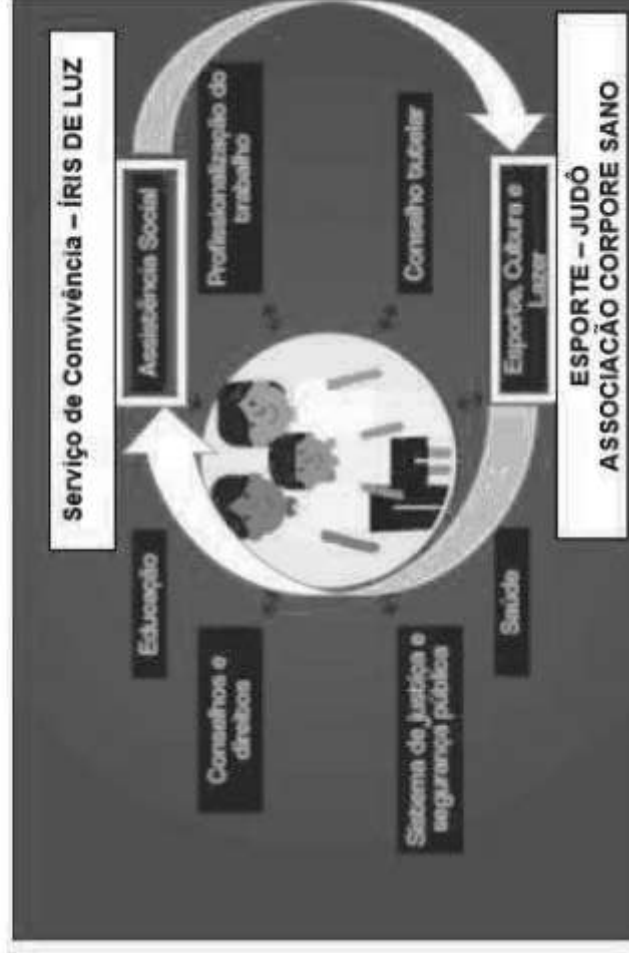 Serviço de Convivência – ÍRIS DE LUZ
Assistência Social
Educação
Profissionalização do
trabalho
Conselhos e
direitos
Conselho tutelar
Sistema de justiça e
segurança pública
Esporte, Cultura e
Lazer
Saúde
ESPORTE – JUDÔ
ASSOCIAÇÃO CORPORE SANO